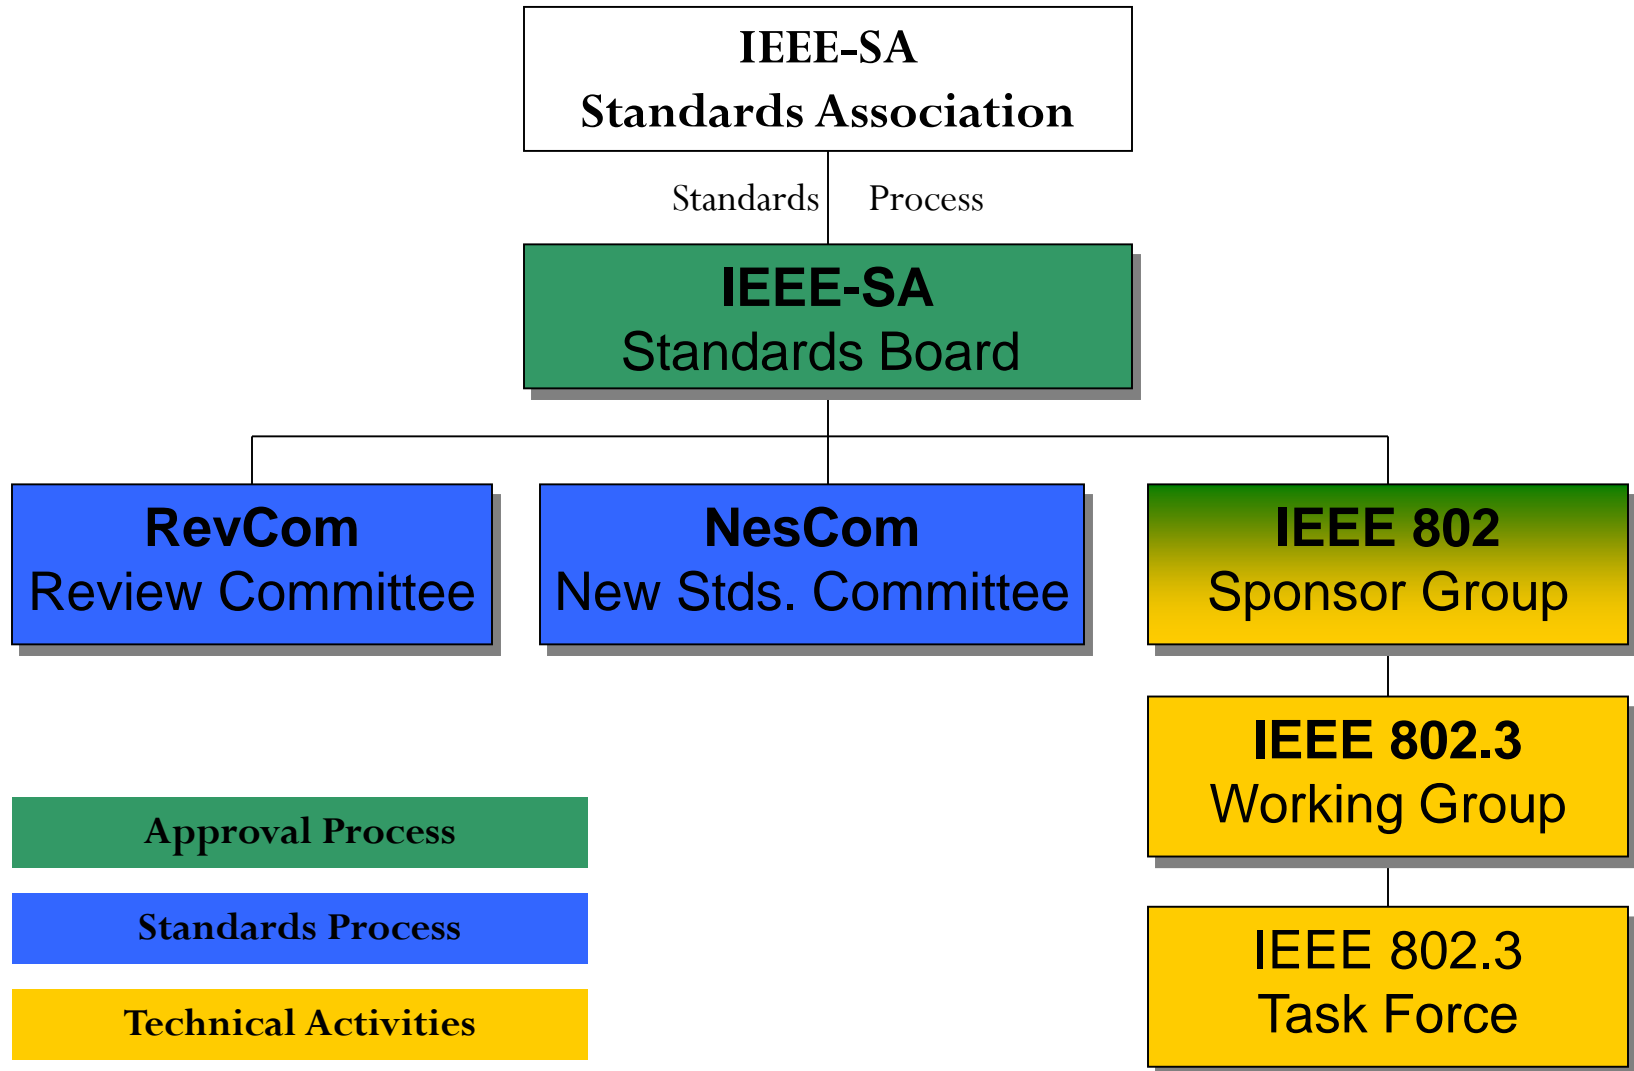 IEEE-SA
Standards Association
Standards Process
IEEE-SA
Standards Board
RevCom
Review Committee
NesCom
New Stds. Committee
IEEE 802
Sponsor Group
IEEE 802.3
Working Group
IEEE 802.3
Task Force
Approval Process
Standards Process
Technical Activities